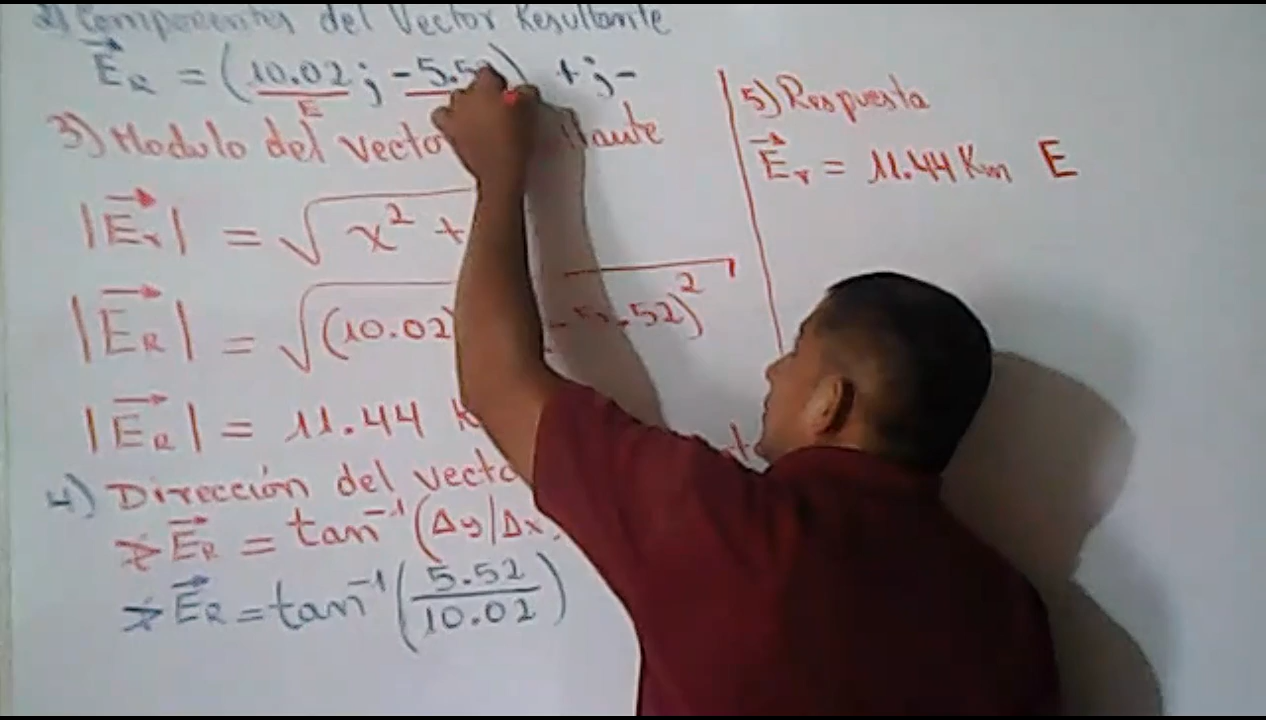 2) Componentes del Vector Resultante
E_R = (10.02 ; -5.52) + ; -
E
3) Modulo del vector
|E_r| = √ x² +
|E_R| = √ (10.02) -5.52)²
|E_R| = 11.44 K
4) Dirección del vecto
∡ E_R = tan⁻¹ (Δy/Δx
∡ E_R = tan⁻¹ (5.52/10.02)
5) Respuesta
E_r = 11.44 Km E